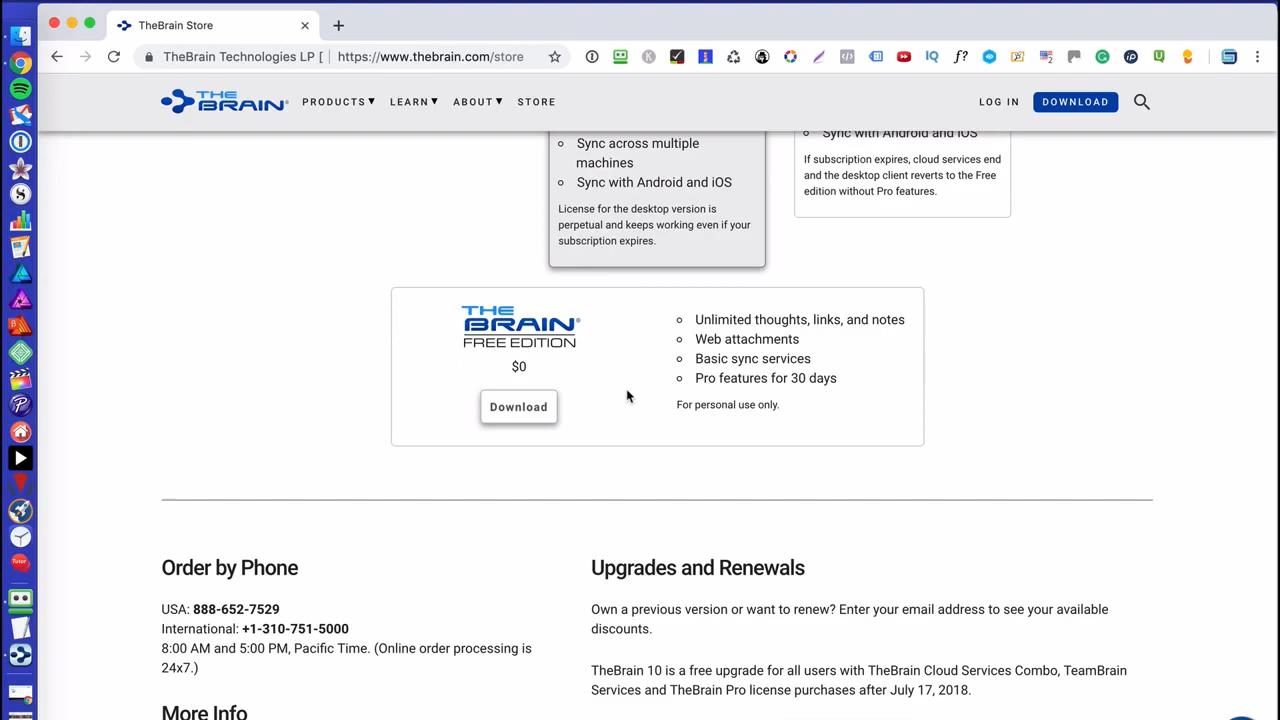 TheBrain Store
TheBrain Technologies LP [ https://www.thebrain.com/store
THE BRAIN
PRODUCTS▼ LEARN▼ ABOUT▼ STORE
LOG IN DOWNLOAD
Sync across multiple
machines
Sync with Android and iOS
License for the desktop version is
perpetual and keeps working even if your
subscription expires.
Sync with Android and iOS
If subscription expires, cloud services end
and the desktop client reverts to the Free
edition without Pro features.
THE
BRAIN®
FREE EDITION
$0
Download
Unlimited thoughts, links, and notes
Web attachments
Basic sync services
Pro features for 30 days
For personal use only.
Order by Phone
USA: 888-652-7529
International: +1-310-751-5000
8:00 AM and 5:00 PM, Pacific Time. (Online order processing is
24x7.)
More Info
Upgrades and Renewals
Own a previous version or want to renew? Enter your email address to see your available
discounts.
TheBrain 10 is a free upgrade for all users with TheBrain Cloud Services Combo, TeamBrain
Services and TheBrain Pro license purchases after July 17, 2018.